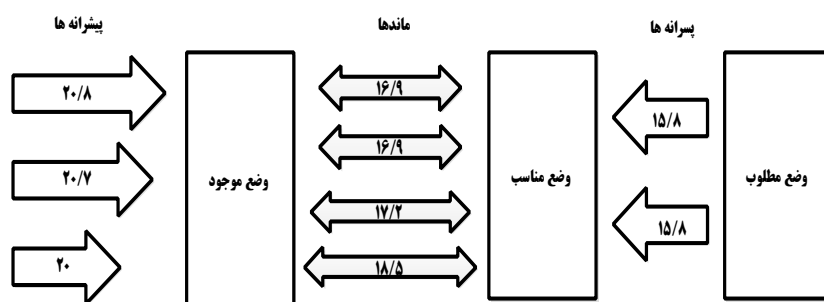 پسرانه ها
ماندها
پیشرانه ها
۱۵/۸
۱۵/۸
۱۶/۹
۱۶/۹
۱۷/۲
۱۸/۵
۲۰/۸
۲۰/۷
۲۰
وضع مطلوب
وضع مناسب
وضع موجود